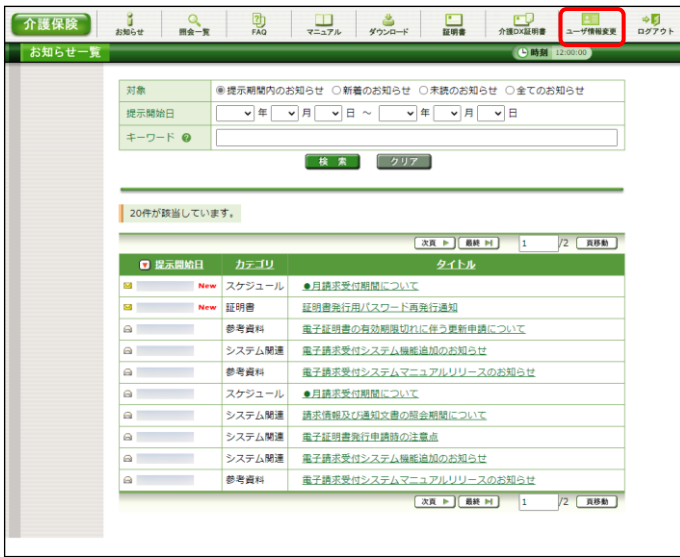 介護保険
お知らせ 照会一覧 FAQ マニュアル ダウンロード 証明書 介護DX証明書 ユーザ情報変更 ログアウト
お知らせ一覧 時刻 12:00:00
対象 提示期間内のお知らせ 新着のお知らせ 未読のお知らせ 全てのお知らせ
提示開始日 年 月 日 ～ 年 月 日
キーワード ?
検 索 クリア
20件が該当しています。
次頁 最終 1 /2 頁移動
提示開始日 カテゴリ タイトル
New スケジュール ●月請求受付期間について
New 証明書 証明書発行用パスワード再発行通知
参考資料 電子証明書の有効期限切れに伴う更新申請について
システム関連 電子請求受付システム機能追加のお知らせ
参考資料 電子請求受付システムマニュアルリリースのお知らせ
スケジュール ●月請求受付期間について
システム関連 請求情報及び通知文書の照会期間について
システム関連 電子証明書発行申請時の注意点
システム関連 電子請求受付システム機能追加のお知らせ
参考資料 電子請求受付システムマニュアルリリースのお知らせ
次頁 最終 1 /2 頁移動